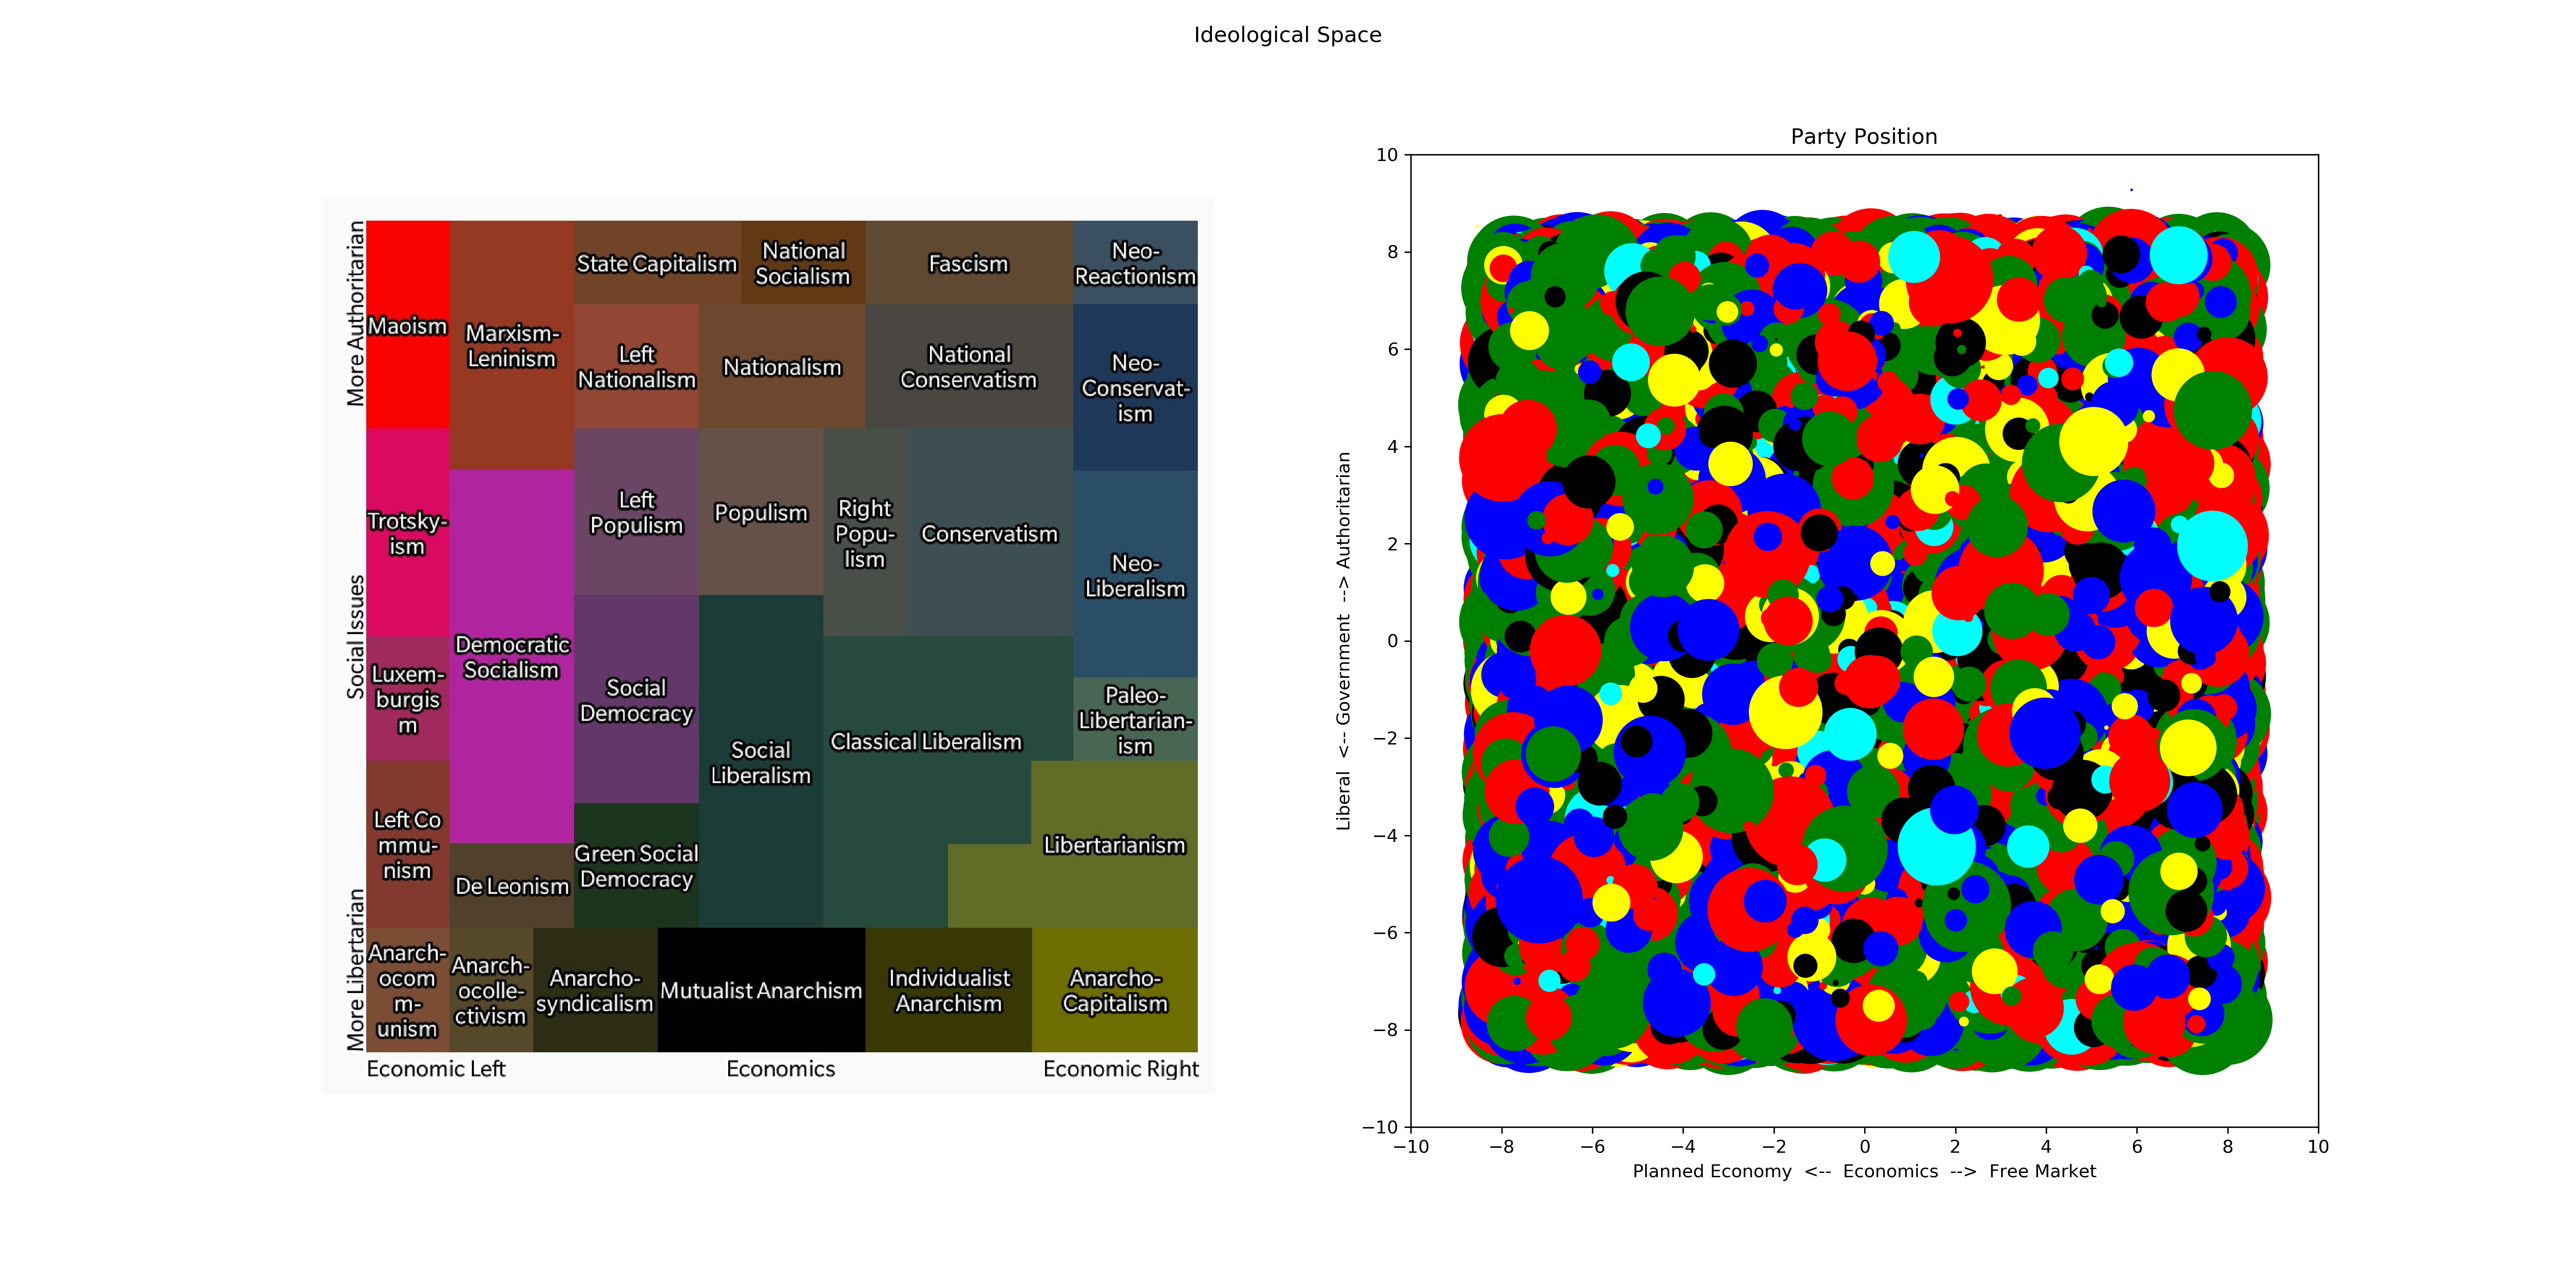 Ideological Space
More Authoritarian
Social Issues
More Libertarian
Maoism
Marxism-
Leninism
State Capitalism
National
Socialism
Fascism
Neo-
Reactionism
Left
Nationalism
Nationalism
National
Conservatism
Neo-
Conservat-
ism
Trotsky-
ism
Left
Populism
Populism
Right
Popu-
lism
Conservatism
Neo-
Liberalism
Democratic
Socialism
Luxem-
burgis
m
Social
Democracy
Social
Liberalism
Classical Liberalism
Paleo-
Libertarian-
ism
Left Co
mmu-
nism
De Leonism
Green Social
Democracy
Libertarianism
Anarch-
ocom
m-
unism
Anarch-
ocolle-
ctivism
Anarcho-
syndicalism
Mutualist Anarchism
Individualist
Anarchism
Anarcho-
Capitalism
Economic Left
Economics
Economic Right
Party Position
Liberal <-- Government --> Authoritarian
10
8
6
4
2
0
−2
−4
−6
−8
−10
−10 −8 −6 −4 −2 0 2 4 6 8 10
Planned Economy <-- Economics --> Free Market